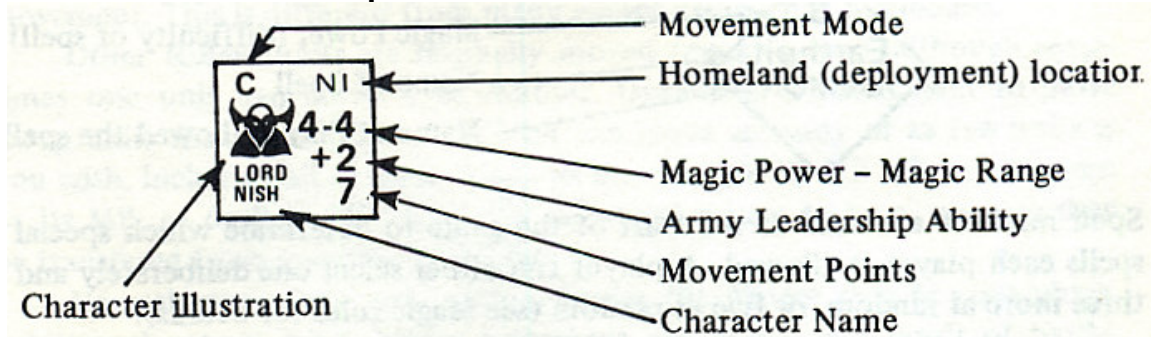 Movement Mode
C NI
Homeland (deployment) location
4-4
+2
LORD
NISH
7
Magic Power – Magic Range
Army Leadership Ability
Movement Points
Character illustration
Character Name